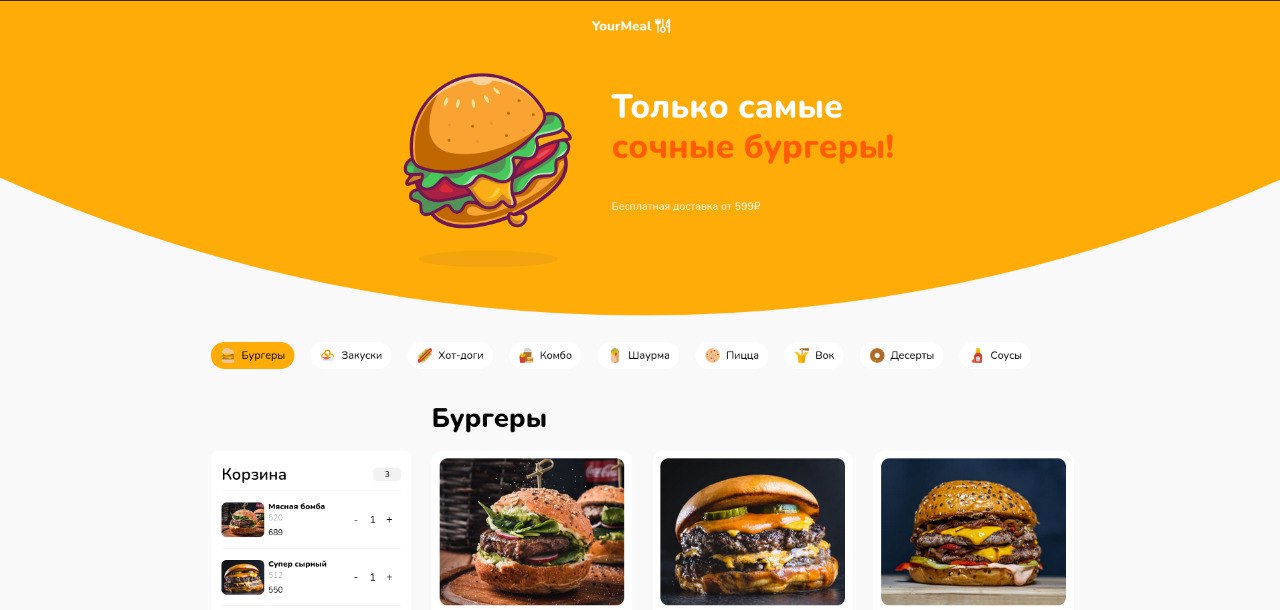 YourMeal
Только самые
сочные бургеры!
Бесплатная доставка от 599₽
Бургеры
Закуски
Хот-доги
Комбо
Шаурма
Пицца
Вок
Десерты
Соусы
Бургеры
Корзина
3
Мясная бомба
520
689
- 1 +
Супер сырный
512
550
- 1 +